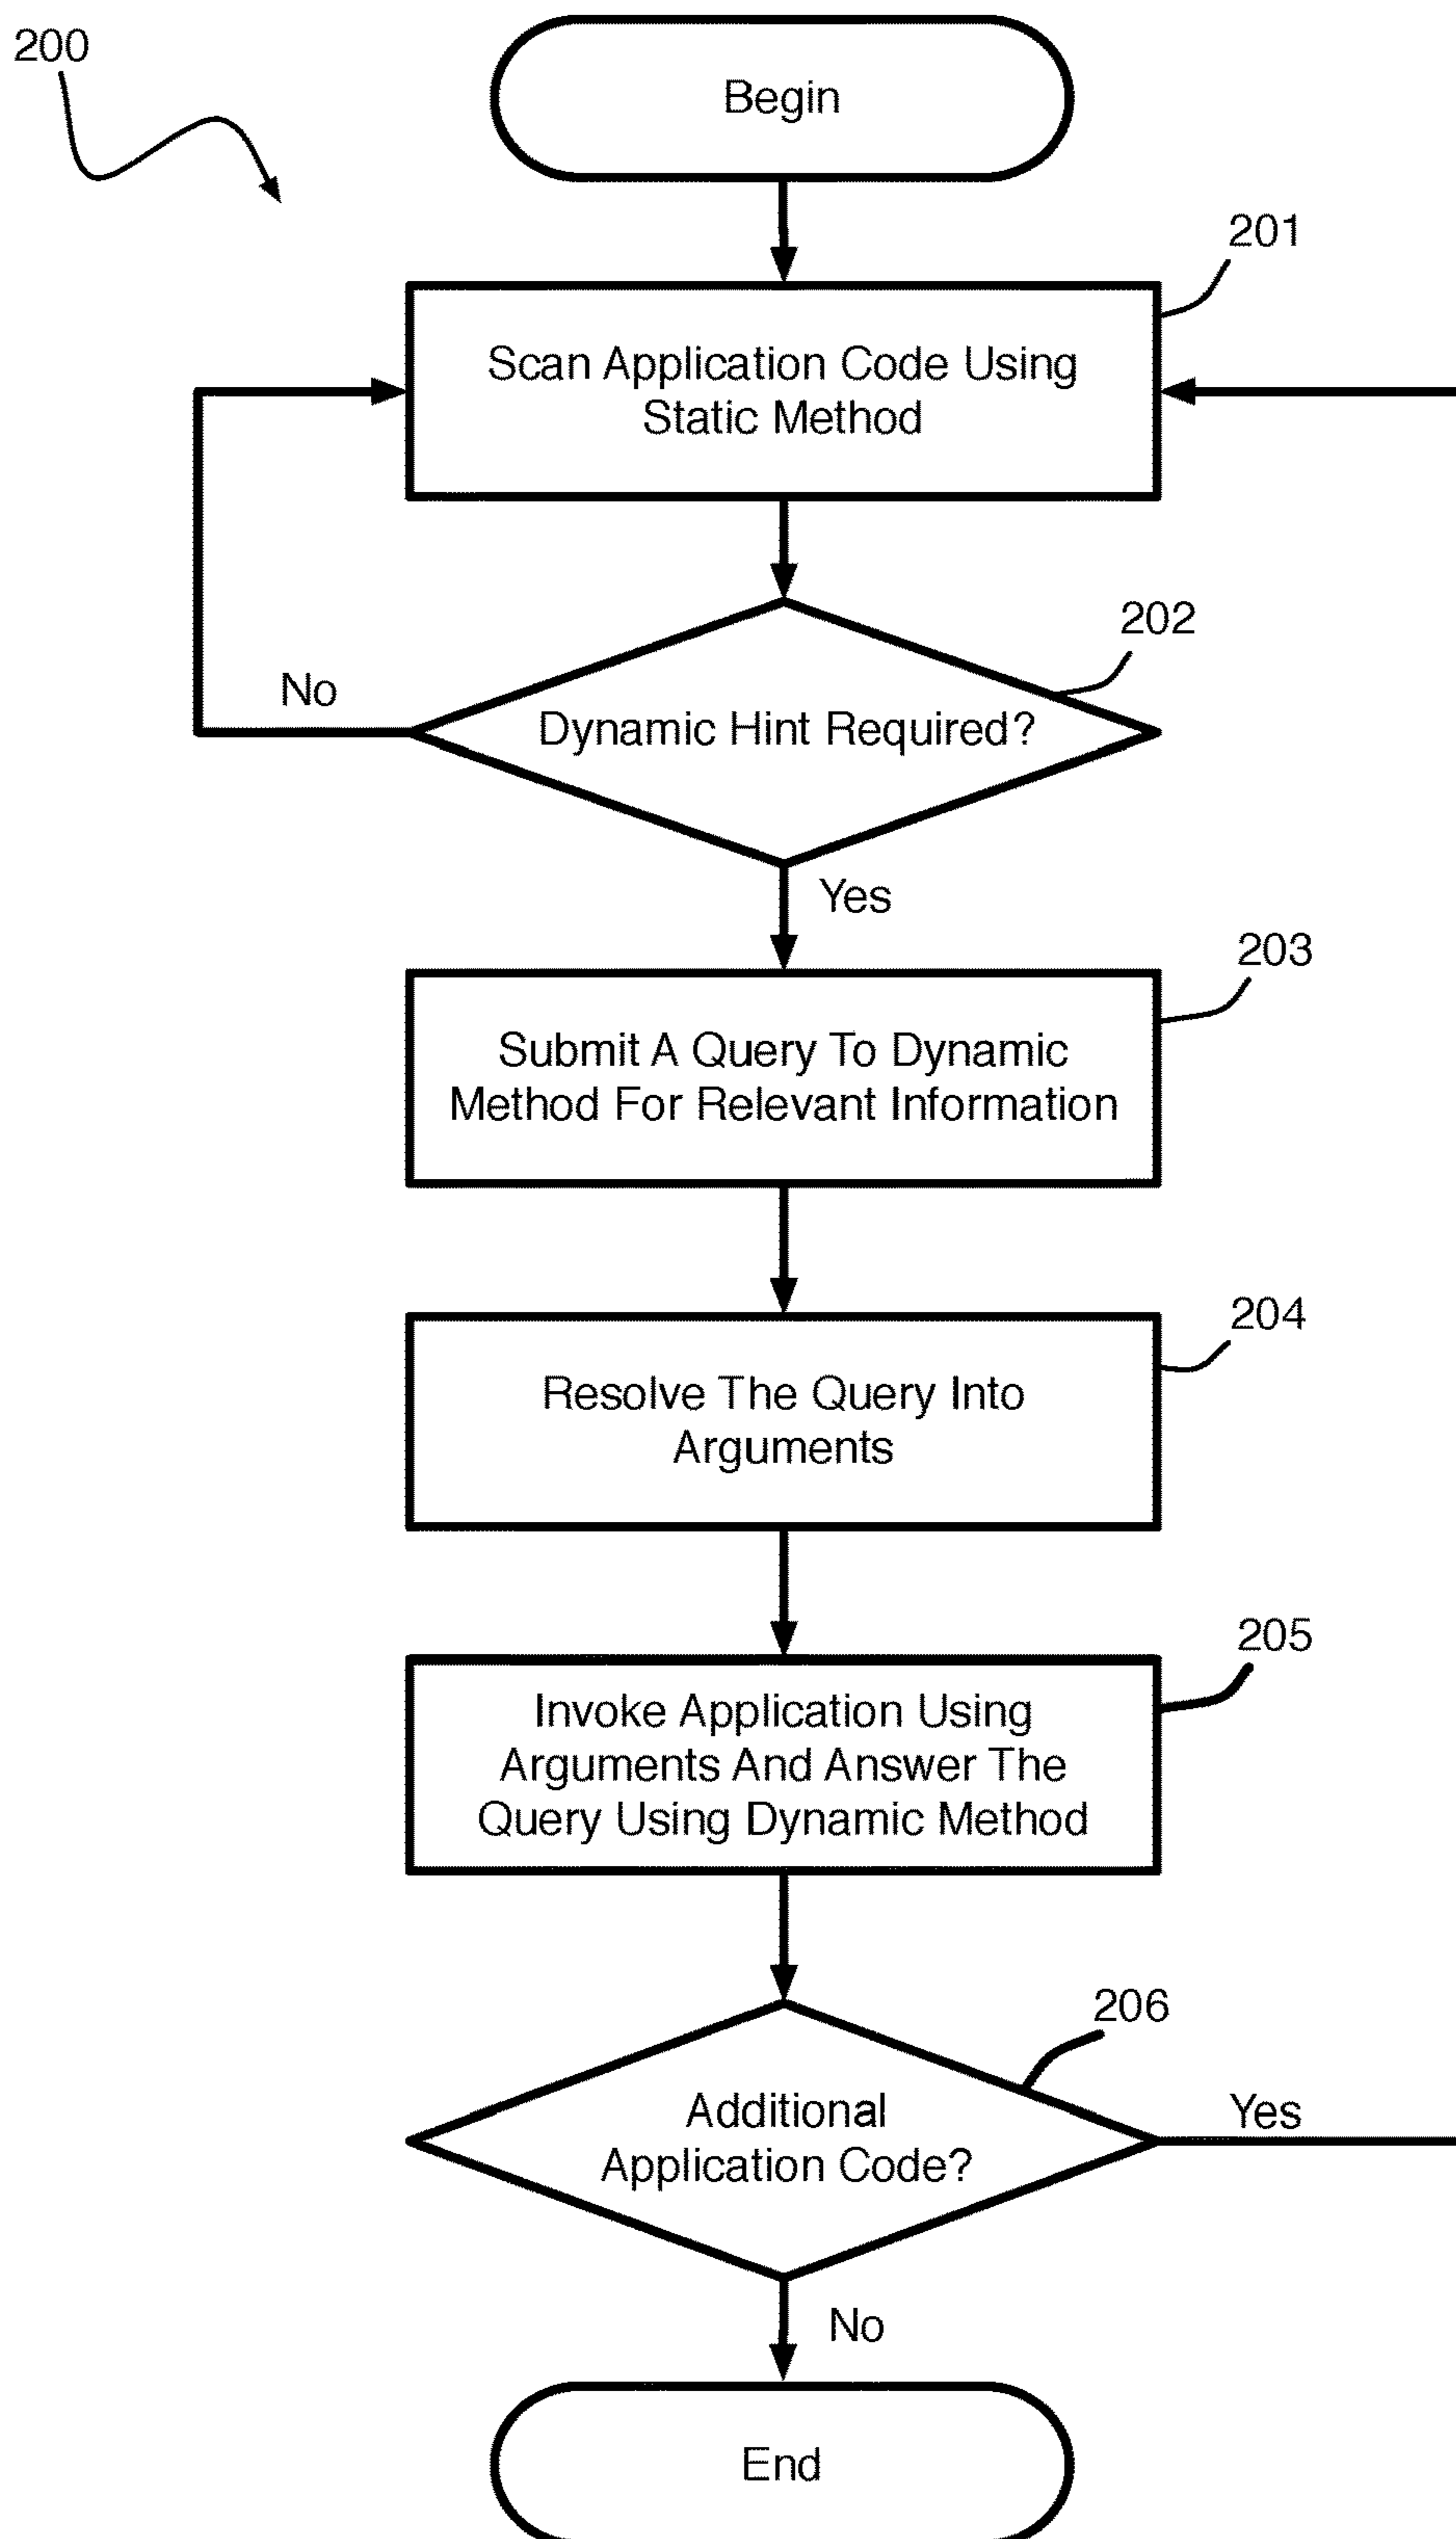 200
Begin
201
Scan Application Code Using
Static Method
202
No
Dynamic Hint Required?
Yes
203
Submit A Query To Dynamic
Method For Relevant Information
204
Resolve The Query Into
Arguments
205
Invoke Application Using
Arguments And Answer The
Query Using Dynamic Method
206
Additional
Application Code?
Yes
No
End